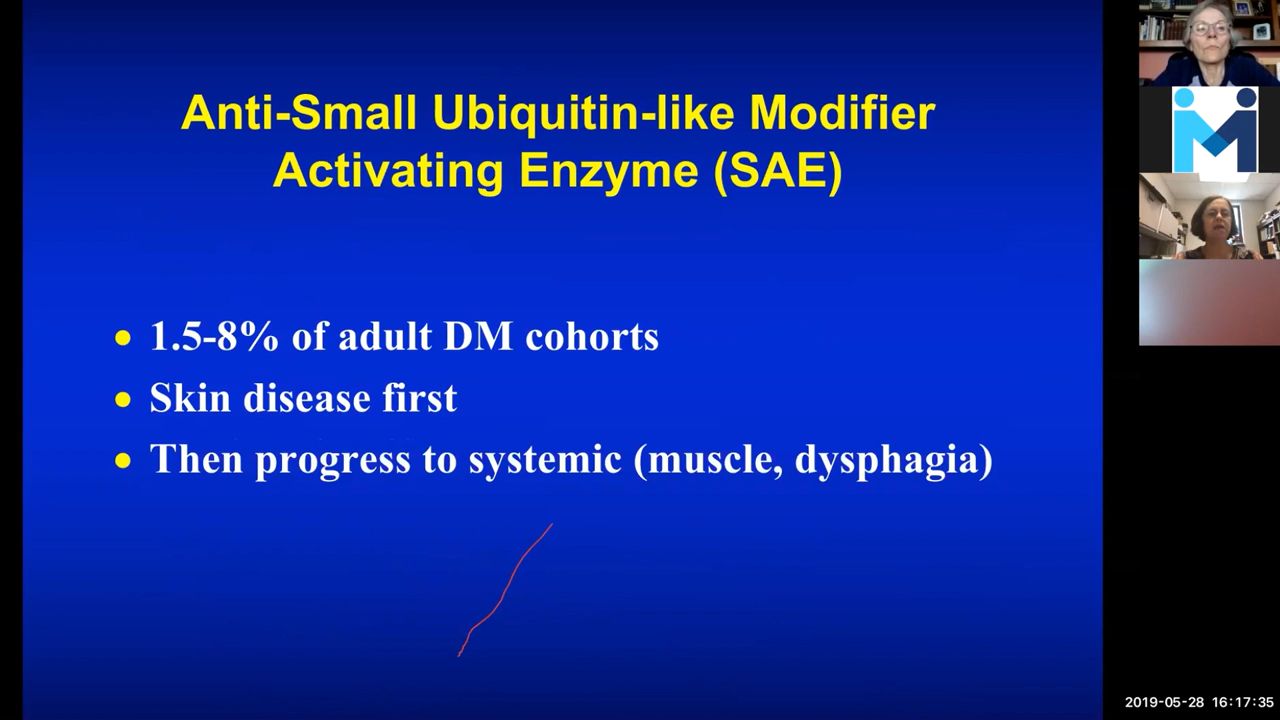 Anti-Small Ubiquitin-like Modifier
Activating Enzyme (SAE)
• 1.5-8% of adult DM cohorts
• Skin disease first
• Then progress to systemic (muscle, dysphagia)
2019-05-28 16:17:35